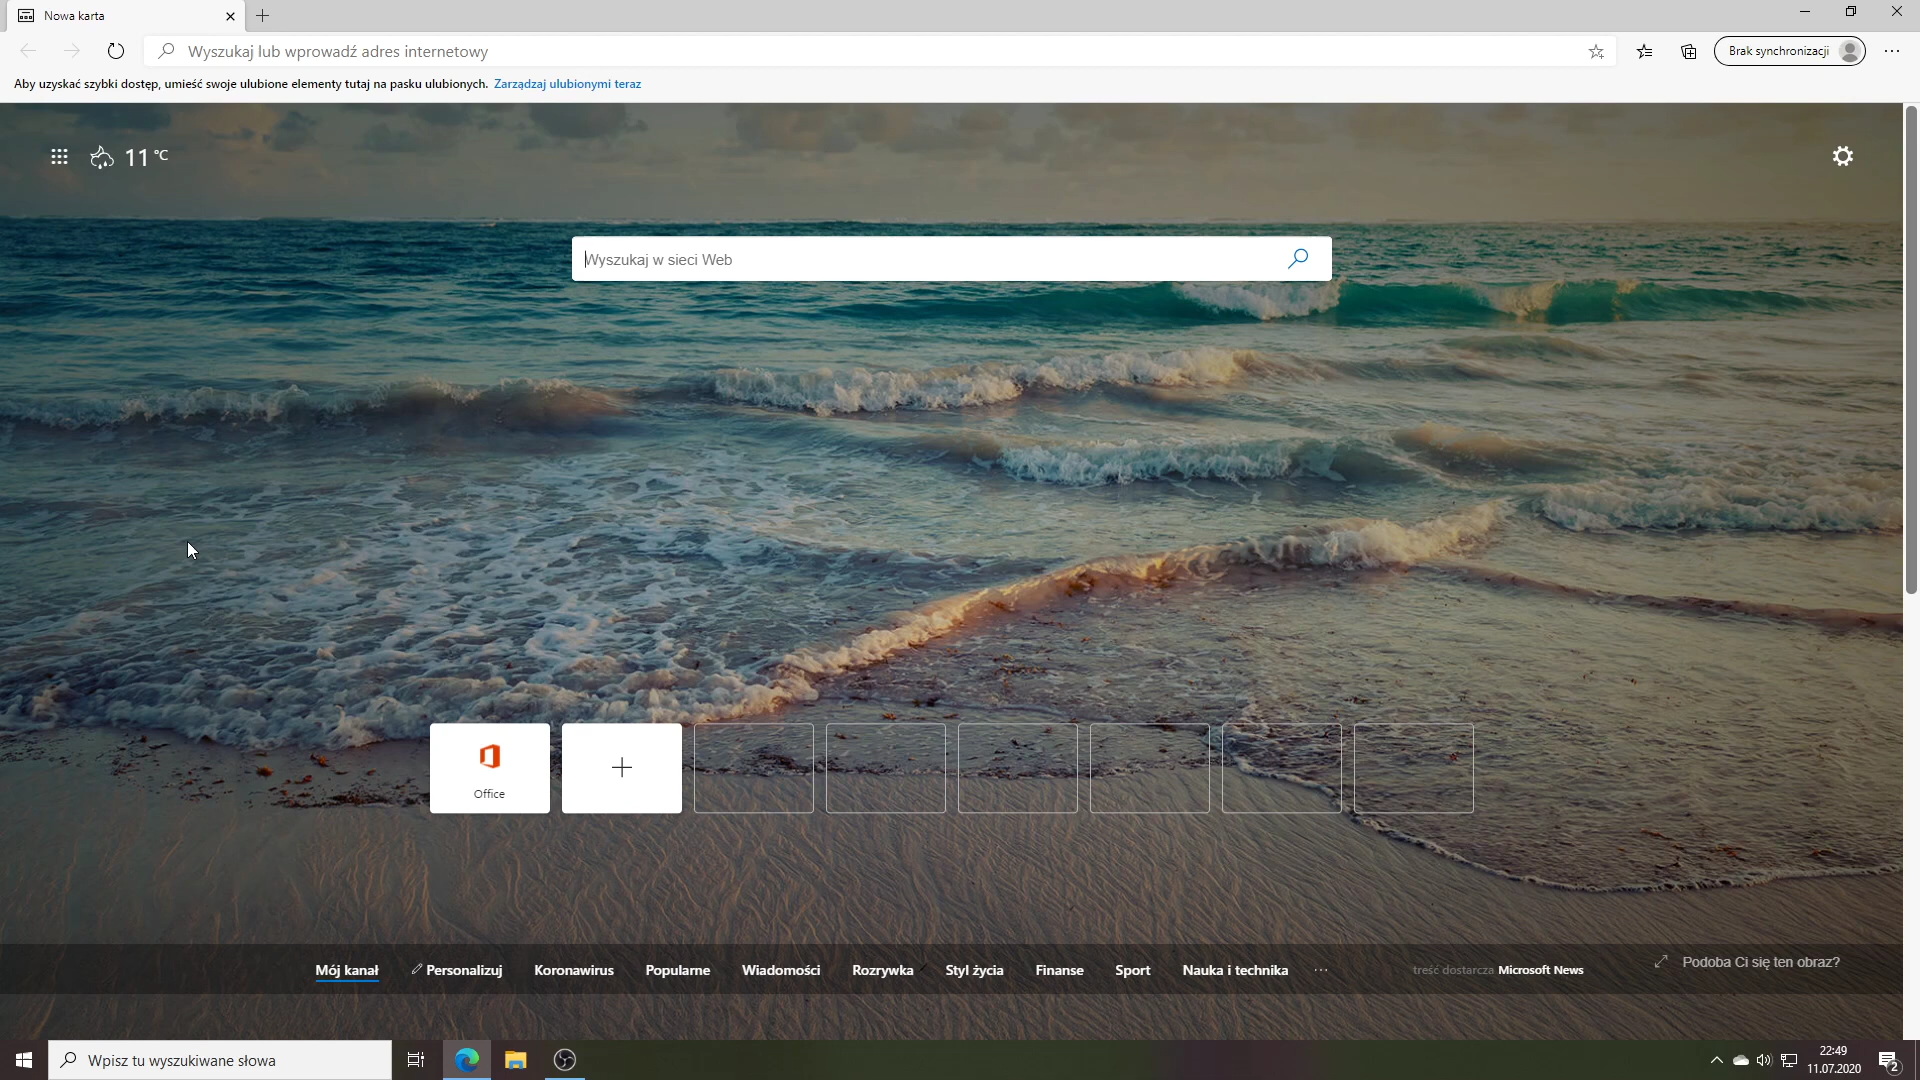 Nowa karta
Wyszukaj lub wprowadź adres internetowy
Brak synchronizacji
Aby uzyskać szybki dostęp, umieść swoje ulubione elementy tutaj na pasku ulubionych. Zarządzaj ulubionymi teraz
11 °C
Wyszukaj w sieci Web
Office
Mój kanał Personalizuj Koronawirus Popularne Wiadomości Rozrywka Styl życia Finanse Sport Nauka i technika ... treść dostarcza Microsoft News Podoba Ci się ten obraz?
Wpisz tu wyszukiwane słowa
22:49
11.07.2020
2